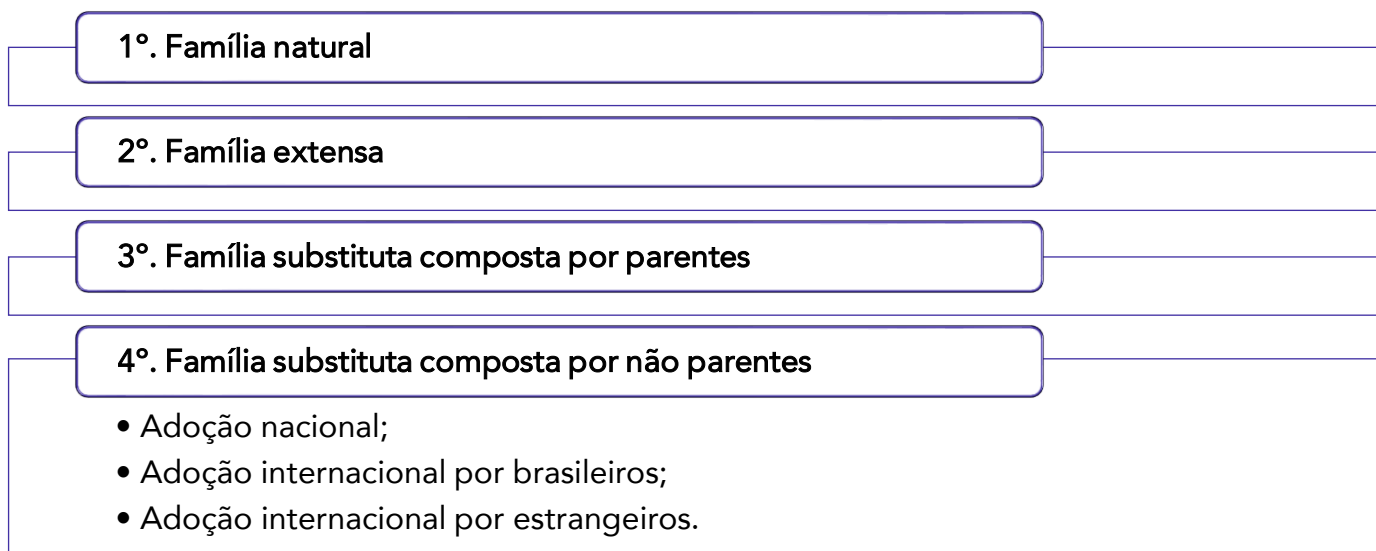 1º. Família natural
2º. Família extensa
3º. Família substituta composta por parentes
4º. Família substituta composta por não parentes
• Adoção nacional;
• Adoção internacional por brasileiros;
• Adoção internacional por estrangeiros.